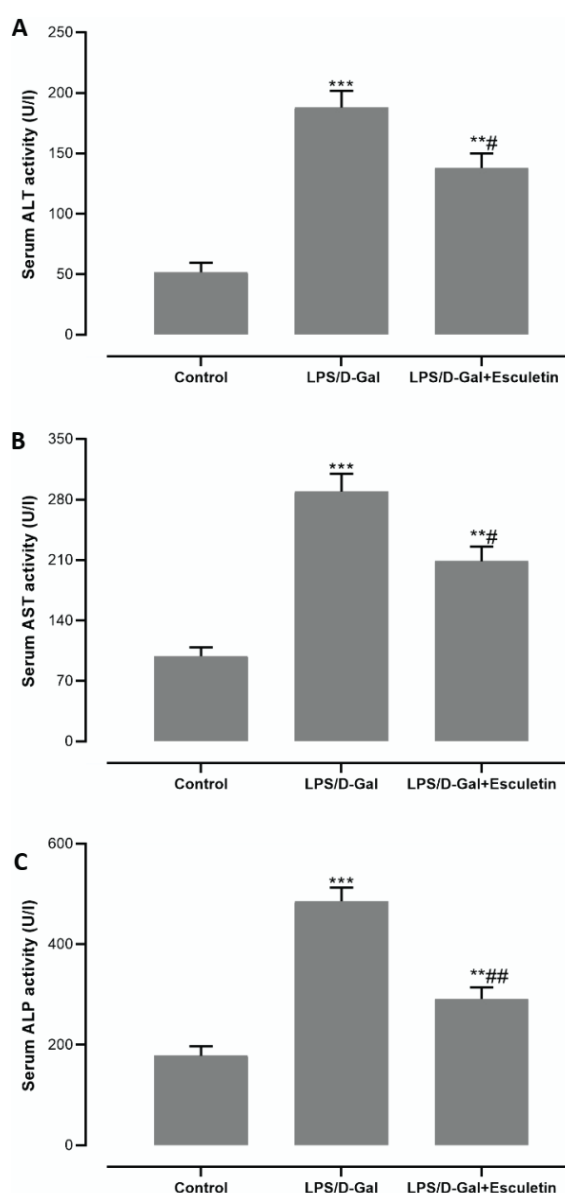 A
Serum ALT activity (U/l)
250
200
150
100
50
0
***
**#
Control
LPS/D-Gal
LPS/D-Gal+Esculetin
B
Serum AST activity (U/l)
350
280
210
140
70
0
***
**#
Control
LPS/D-Gal
LPS/D-Gal+Esculetin
C
Serum ALP activity (U/l)
600
400
200
0
***
**##
Control
LPS/D-Gal
LPS/D-Gal+Esculetin